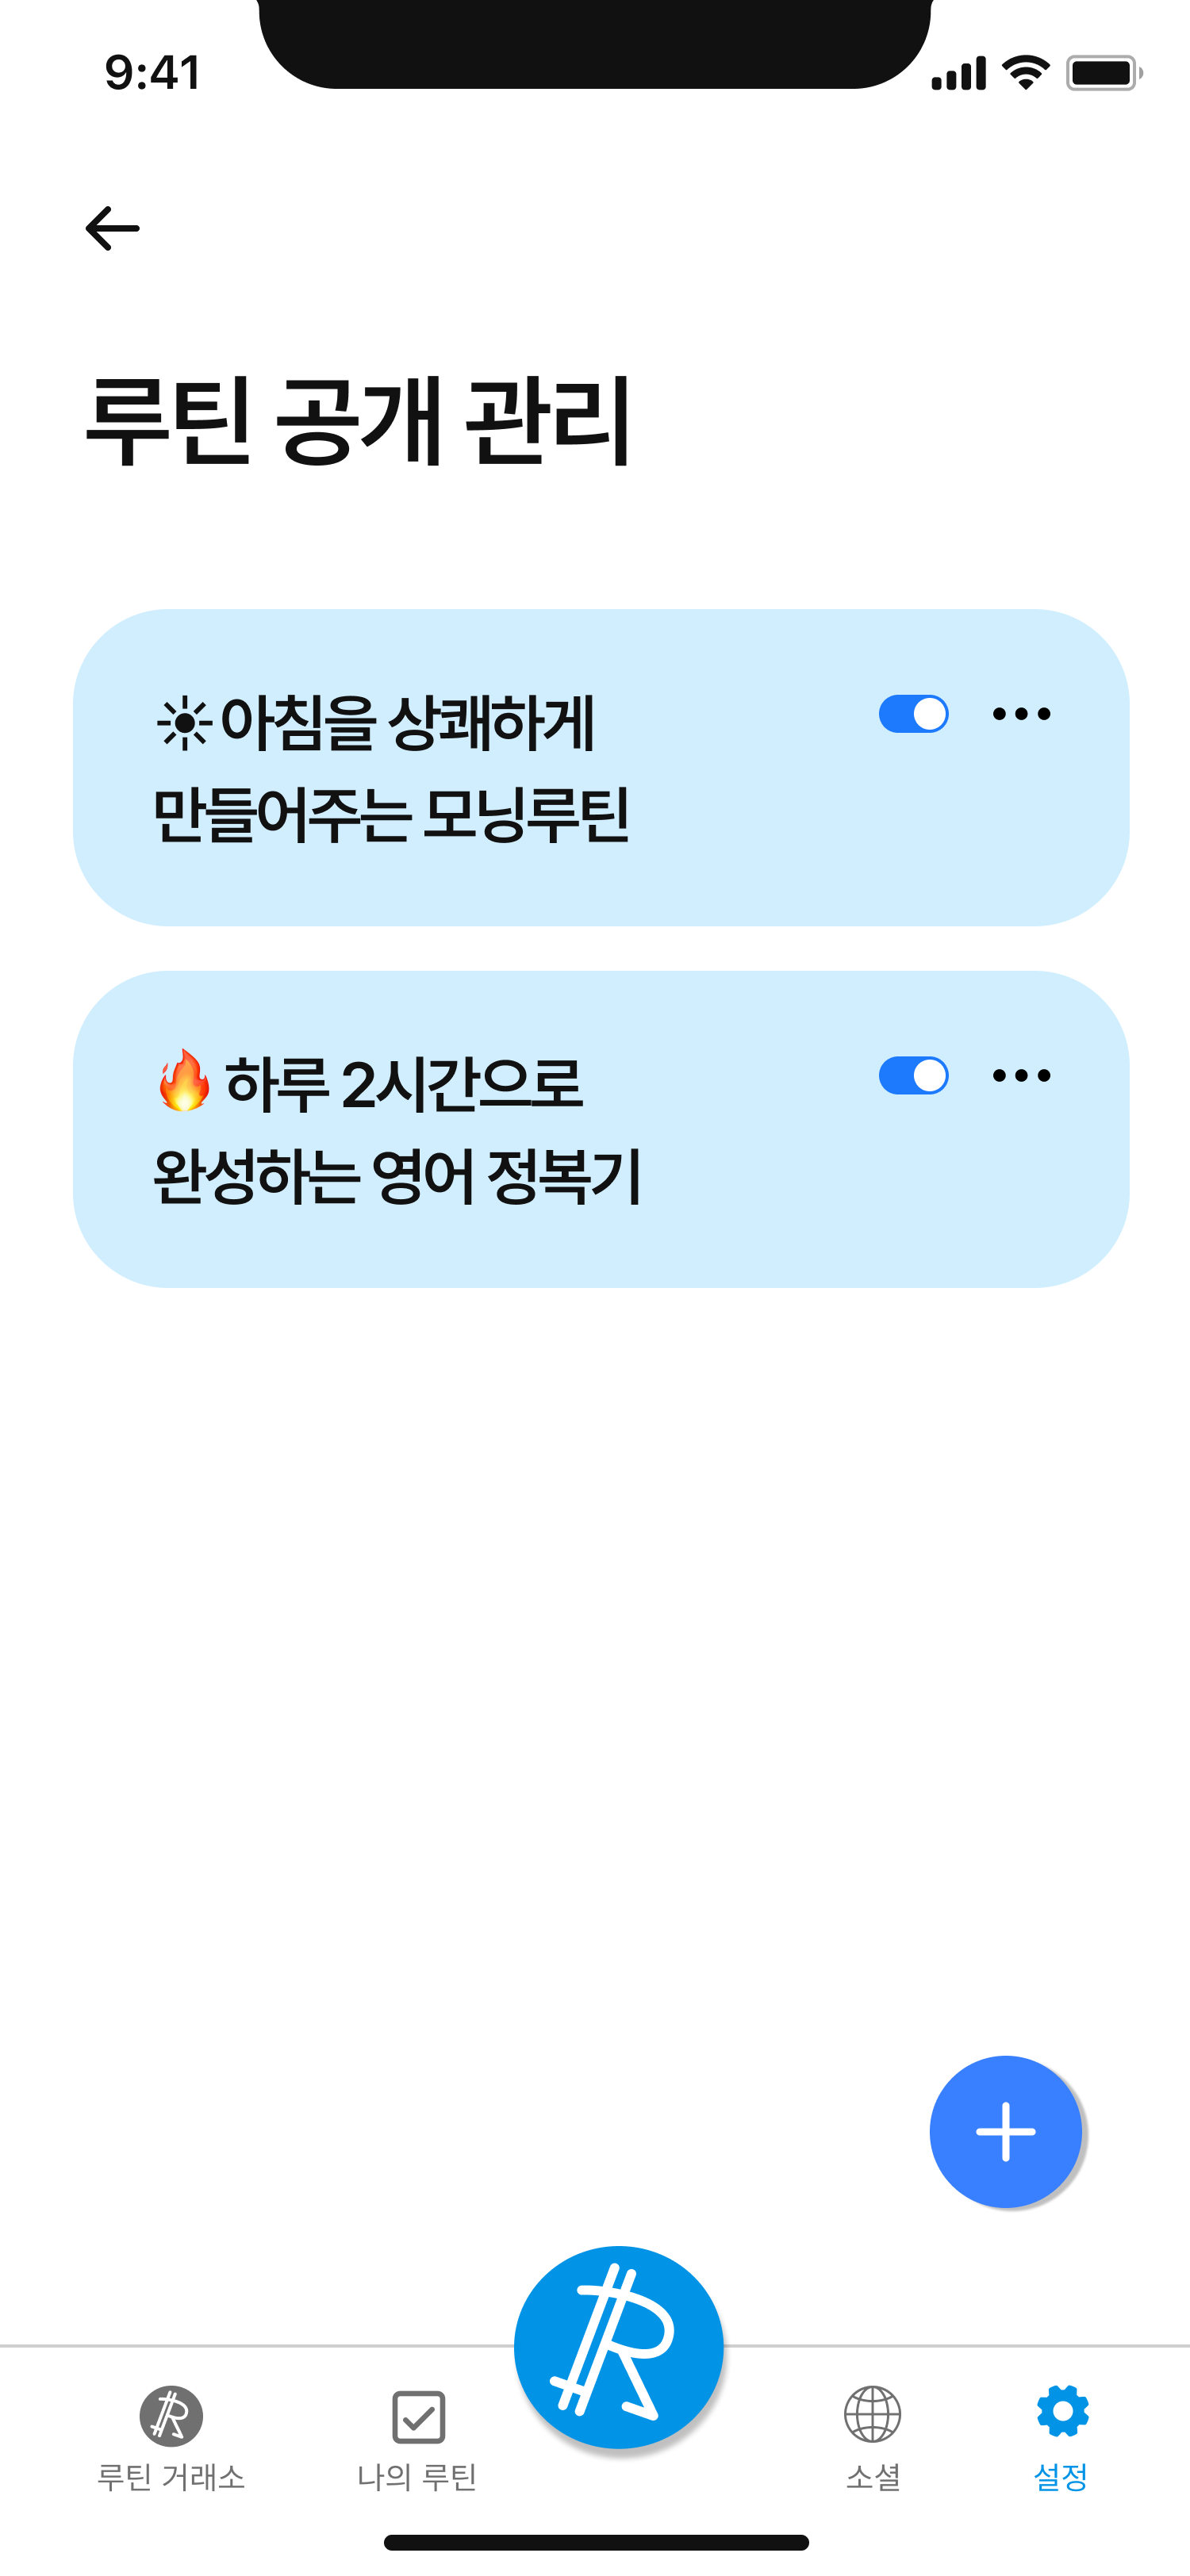 9:41
루틴 공개 관리
☀아침을 상쾌하게
만들어주는 모닝루틴
🔥 하루 2시간으로
완성하는 영어 정복기
루틴 거래소
나의 루틴
소셜
설정